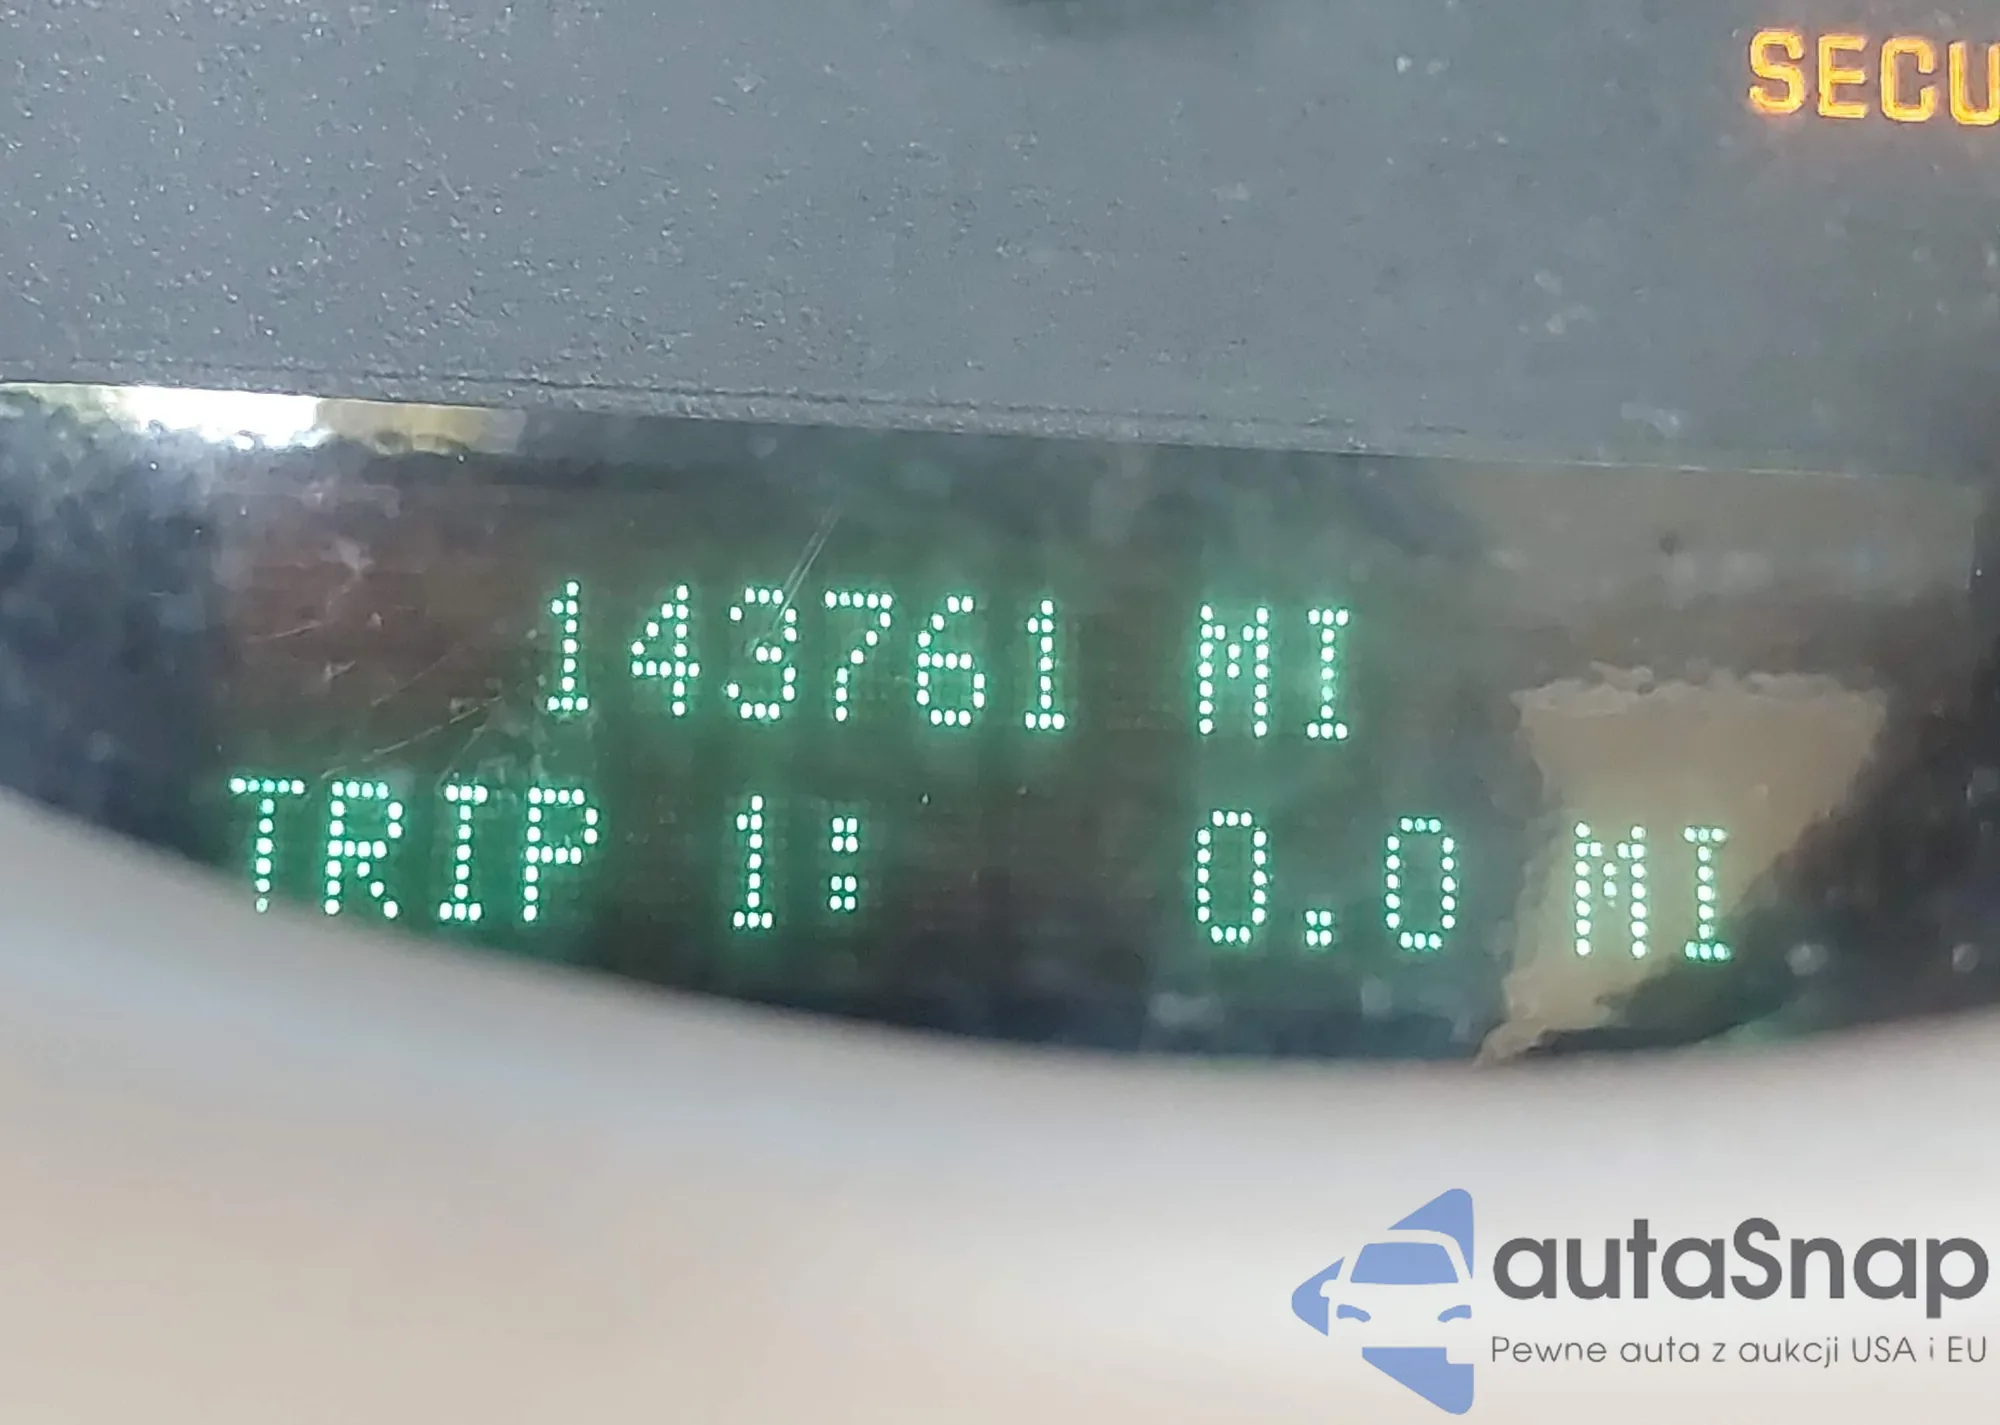 SECU
143761 MI
TRIP 1: 0.0 MI
autaSnap
Pewne auta z aukcji USA i EU